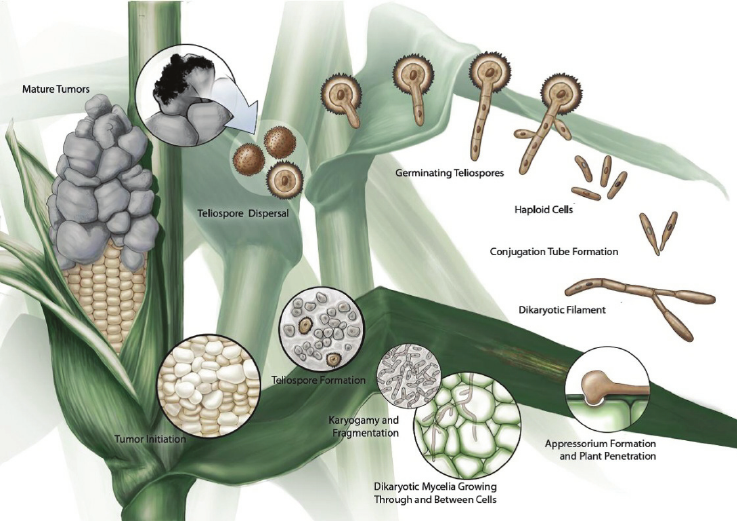 Mature Tumors
Germinating Teliospores
Teliospore Dispersal
Haploid Cells
Conjugation Tube Formation
Dikaryotic Filament
Teliospore Formation
Karyogamy and
Fragmentation
Tumor Initiation
Appressorium Formation
and Plant Penetration
Dikaryotic Mycelia Growing
Through and Between Cells